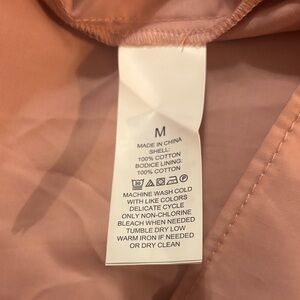 M
MADE IN CHINA
SHELL:
100% COTTON
BODICE LINING:
100% COTTON
MACHINE WASH COLD
WITH LIKE COLORS
DELICATE CYCLE
ONLY NON-CHLORINE
BLEACH WHEN NEEDED
TUMBLE DRY LOW
WARM IRON IF NEEDED
OR DRY CLEAN